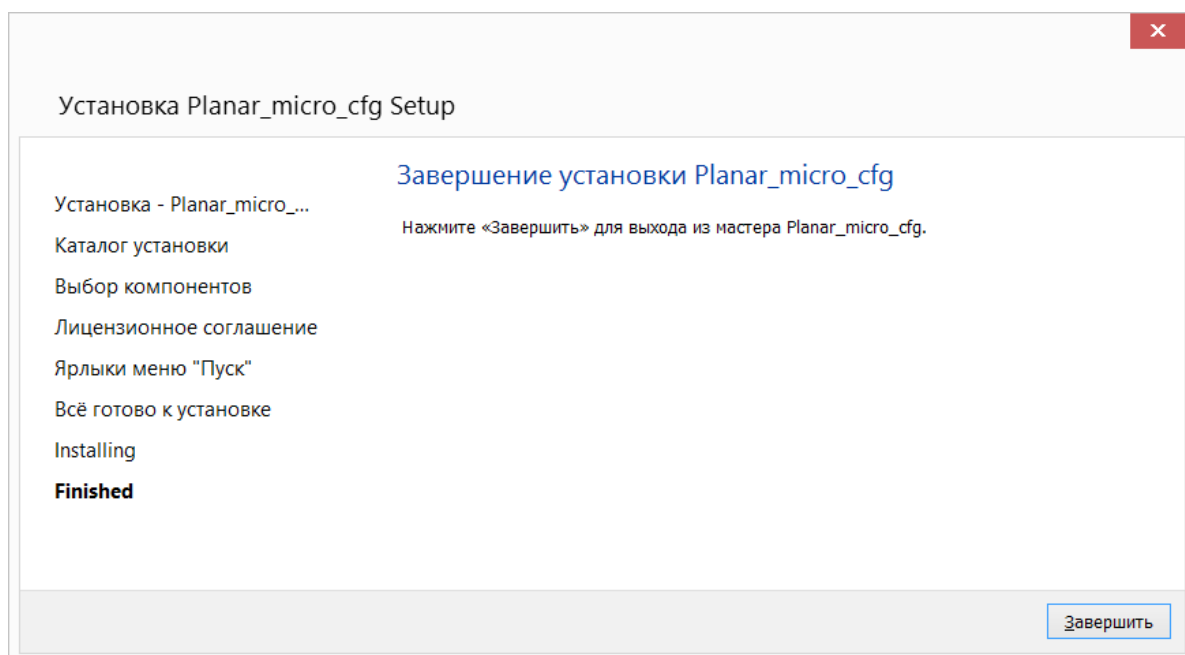 Установка Planar_micro_cfg Setup
Установка - Planar_micro_...
Каталог установки
Выбор компонентов
Лицензионное соглашение
Ярлыки меню "Пуск"
Всё готово к установке
Installing
Finished
Завершение установки Planar_micro_cfg
Нажмите «Завершить» для выхода из мастера Planar_micro_cfg.
Завершить